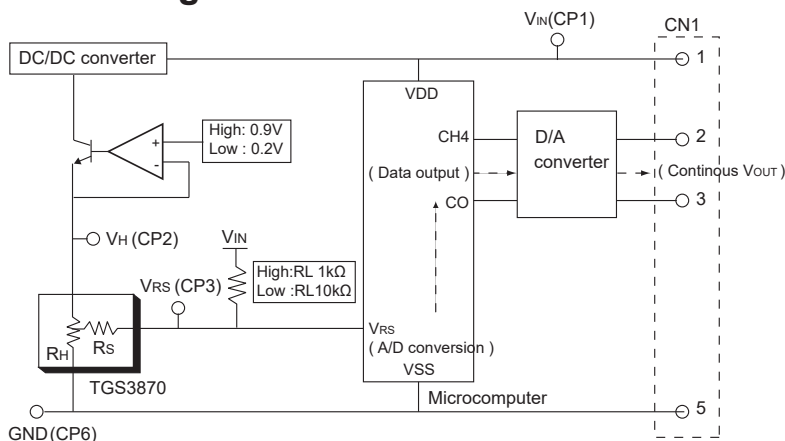 VIN(CP1)
CN1
DC/DC converter
1
VDD
High: 0.9V
Low : 0.2V
+
-
CH4
D/A
converter
2
( Data output )
( Continous VOUT )
CO
3
VH (CP2)
VIN
High:RL 1kΩ
Low :RL10kΩ
VRS (CP3)
VRS
( A/D conversion )
RH
RS
VSS
TGS3870
Microcomputer
5
GND(CP6)